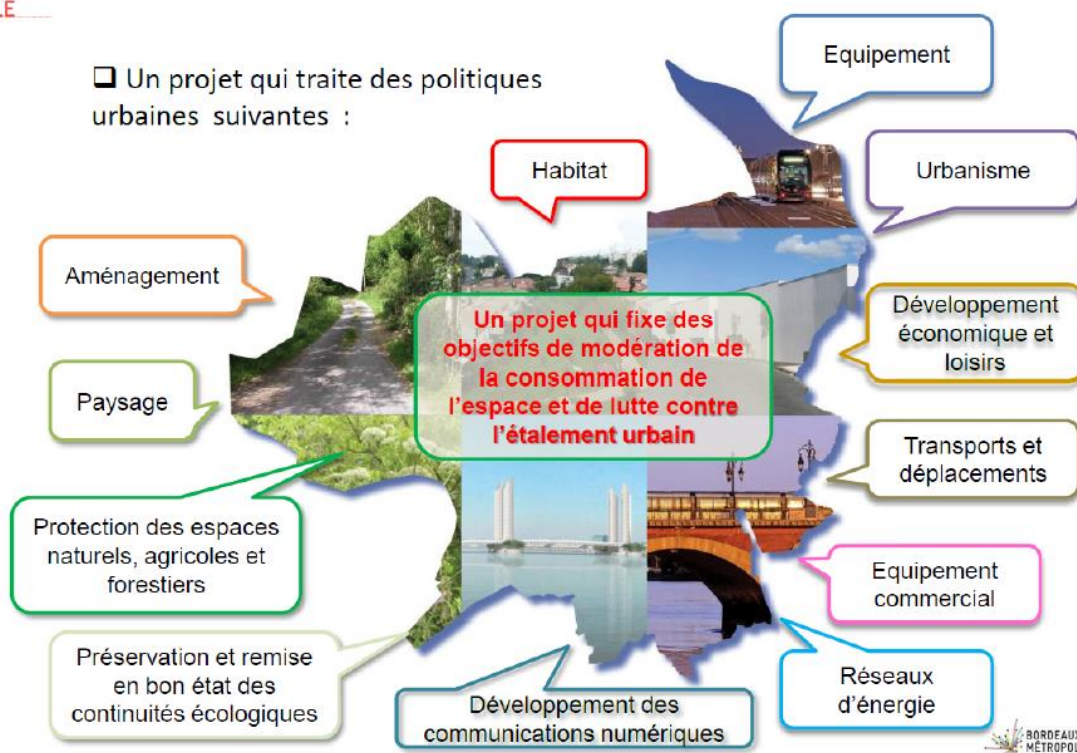 LE
❑ Un projet qui traite des politiques
urbaines suivantes :
Equipement
Habitat
Urbanisme
Aménagement
Un projet qui fixe des
objectifs de modération de
la consommation de
l'espace et de lutte contre
l'étalement urbain
Développement
économique et
loisirs
Paysage
Transports et
déplacements
Protection des espaces
naturels, agricoles et
forestiers
Equipement
commercial
Préservation et remise
en bon état des
continuités écologiques
Développement des
communications numériques
Réseaux
d'énergie
BORDEAUX
MÉTROPOL